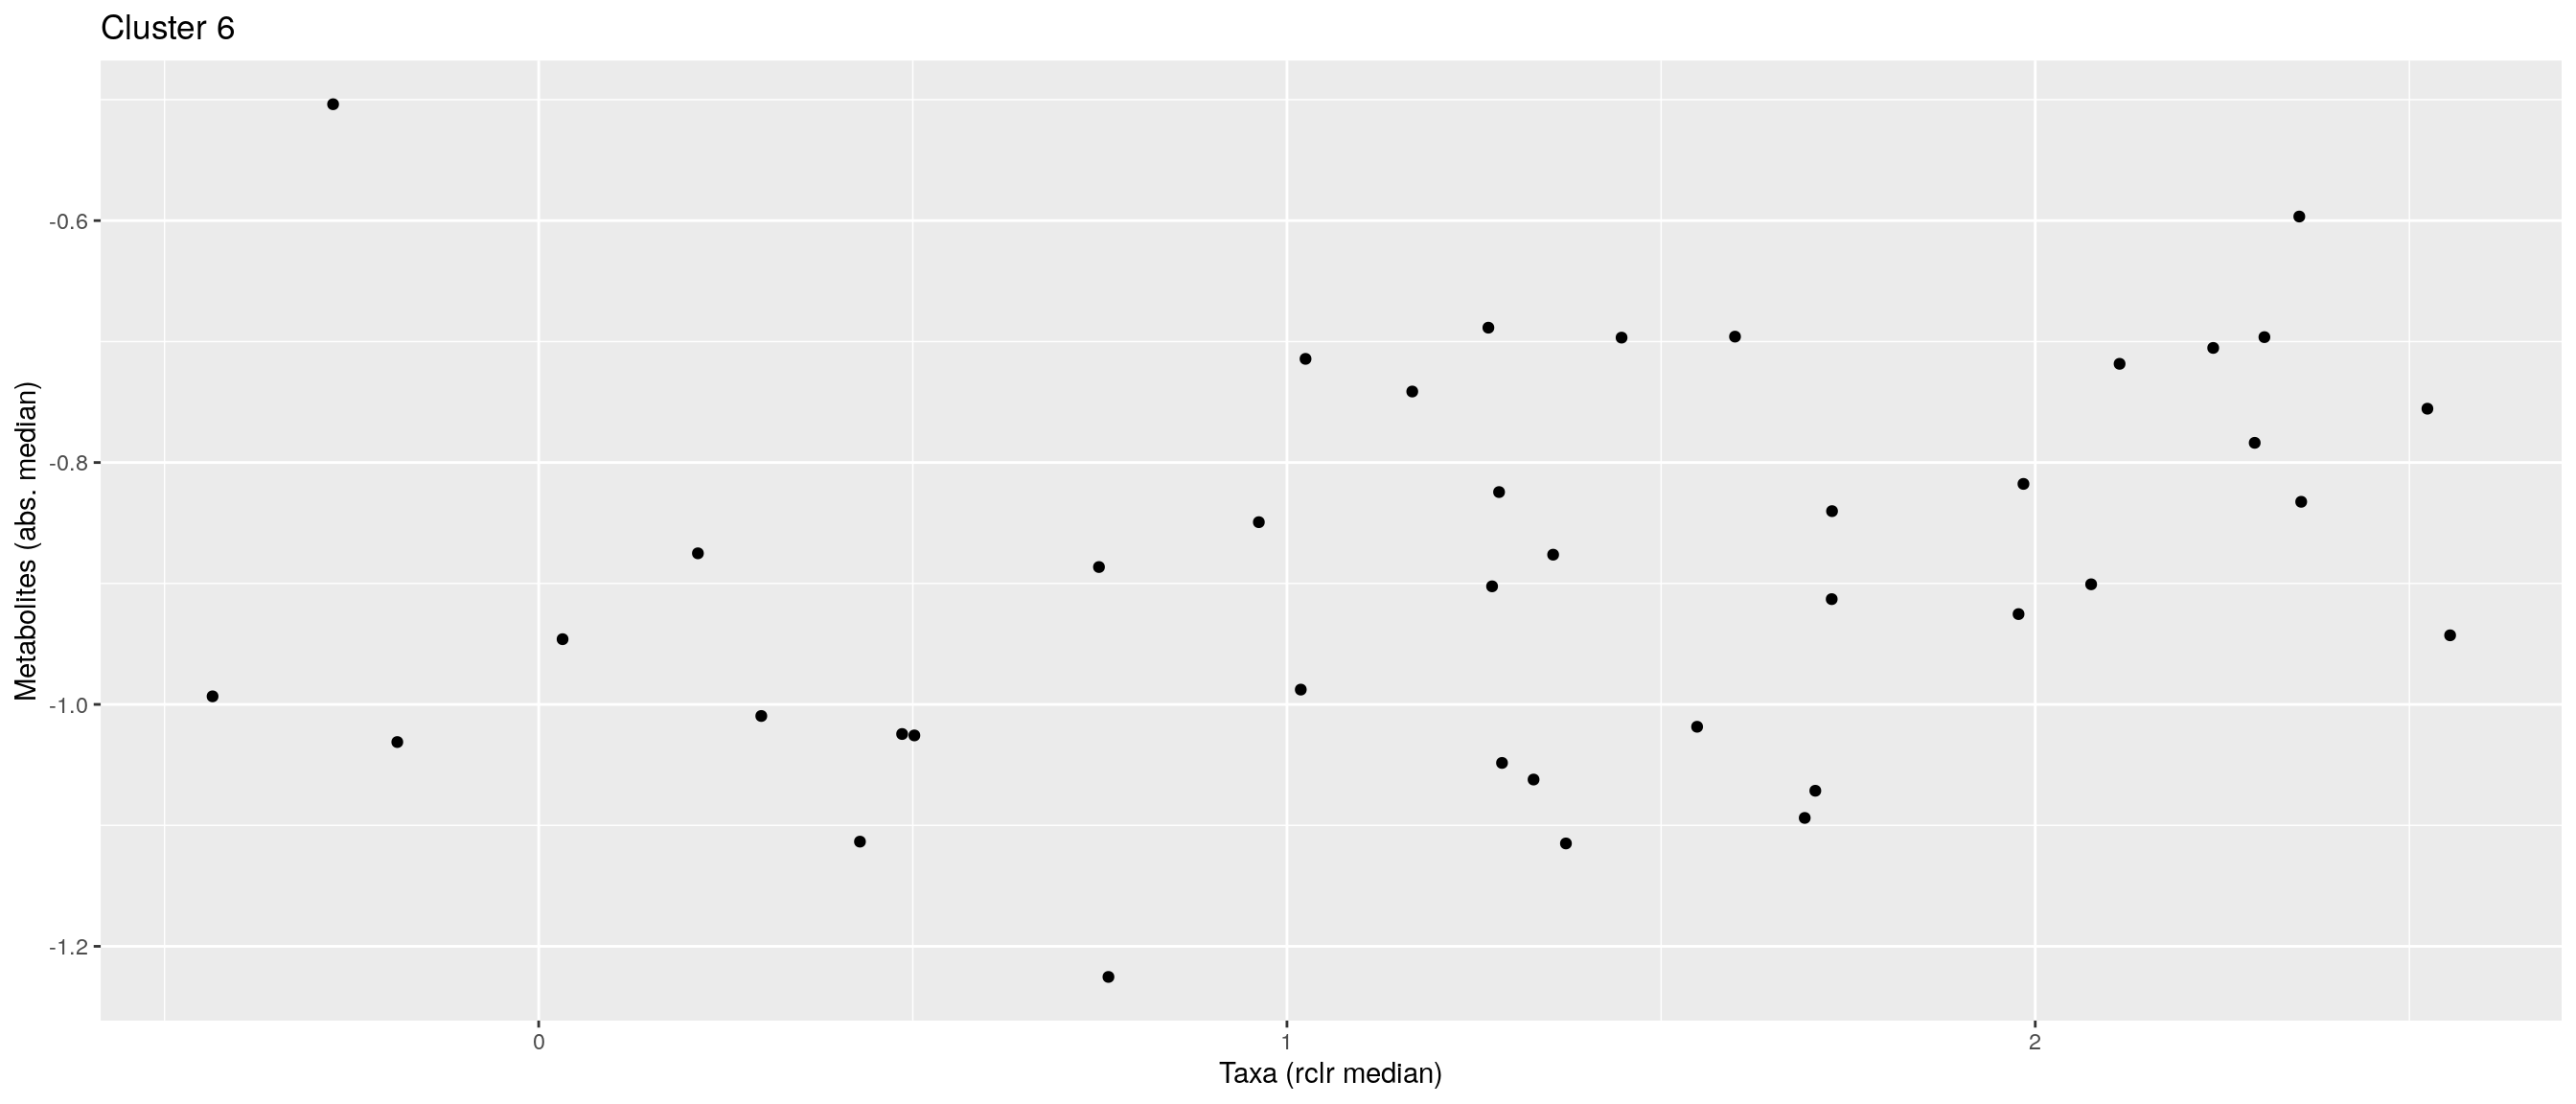 Cluster 6
Metabolites (abs. median)
-0.6
-0.8
-1.0
-1.2
0 1 2
Taxa (rclr median)